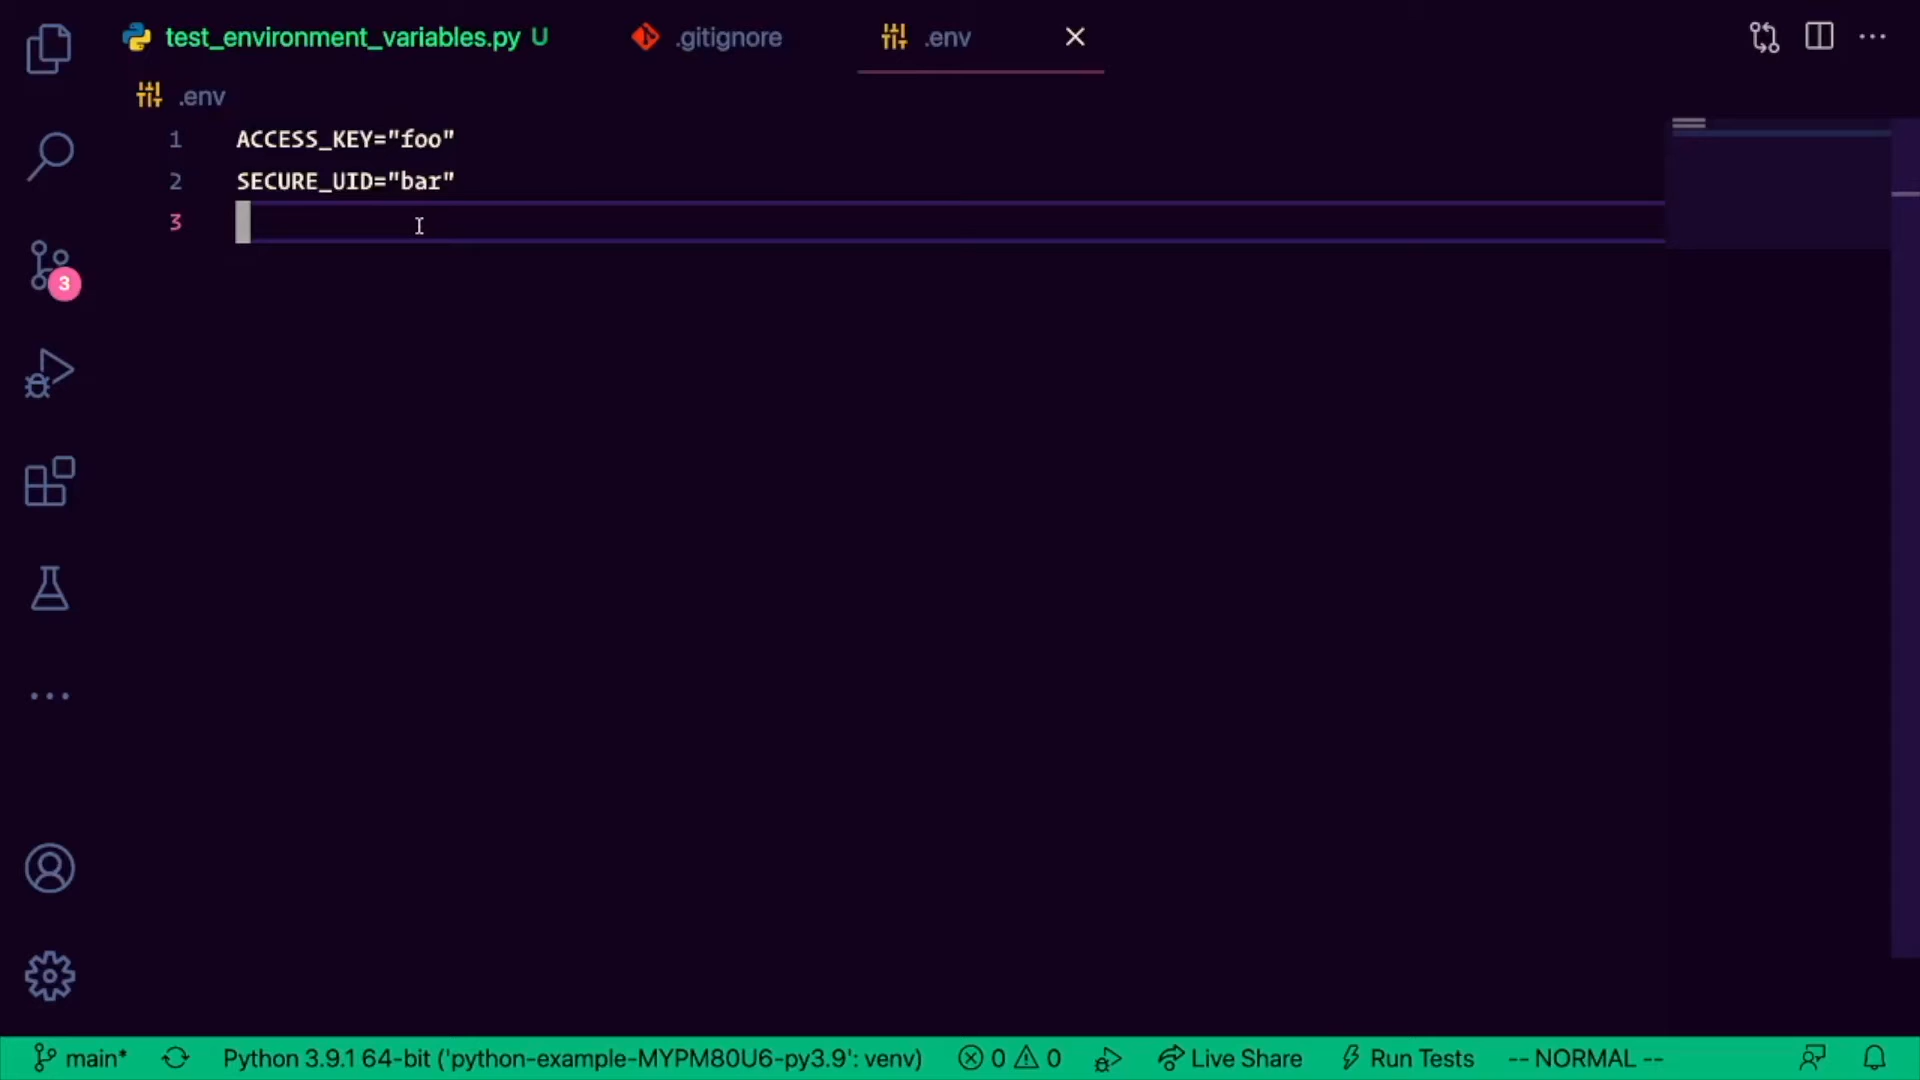 test_environment_variables.py U
.gitignore
.env
.env
1 ACCESS_KEY="foo"
2 SECURE_UID="bar"
3
3
main*
Python 3.9.1 64-bit ('python-example-MYPM80U6-py3.9': venv)
0
0
Live Share
Run Tests
-- NORMAL --